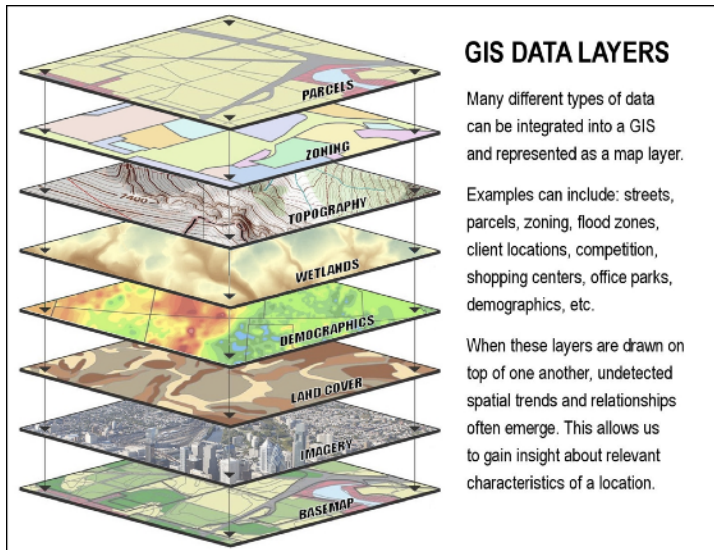 GIS DATA LAYERS
Many different types of data
can be integrated into a GIS
and represented as a map layer.
Examples can include: streets,
parcels, zoning, flood zones,
client locations, competition,
shopping centers, office parks,
demographics, etc.
When these layers are drawn on
top of one another, undetected
spatial trends and relationships
often emerge. This allows us
to gain insight about relevant
characteristics of a location.
PARCELS
ZONING
7400
TOPOGRAPHY
WETLANDS
DEMOGRAPHICS
LAND COVER
IMAGERY
BASEMAP